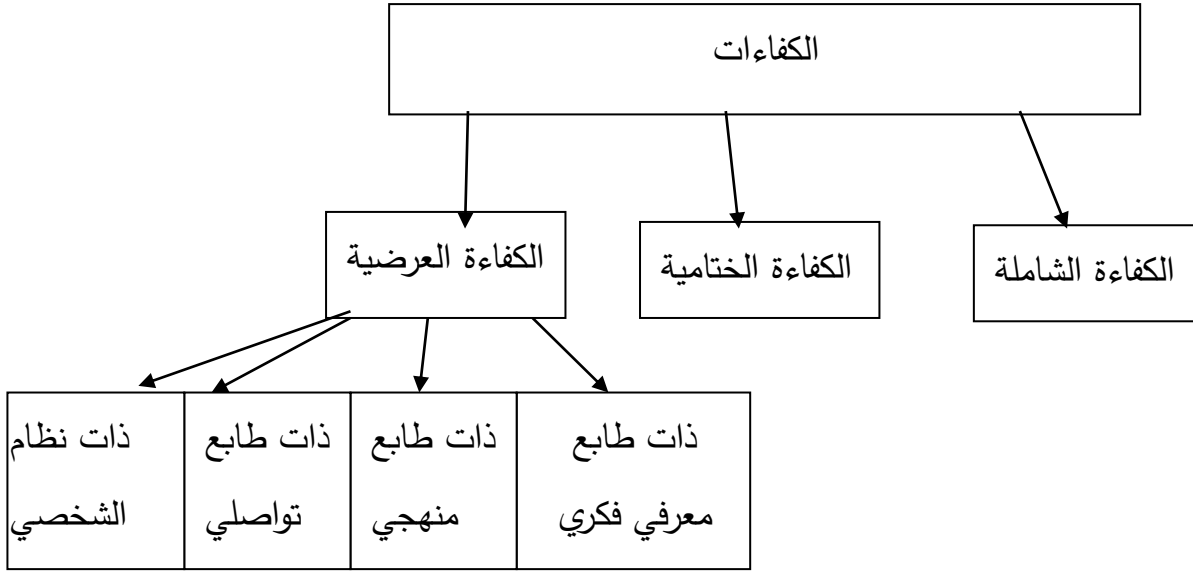 الكفاءات
الكفاءة الشاملة
الكفاءة الختامية
الكفاءة العرضية
ذات طابع
معرفي فكري
ذات طابع
منهجي
ذات طابع
تواصلي
ذات نظام
الشخصي